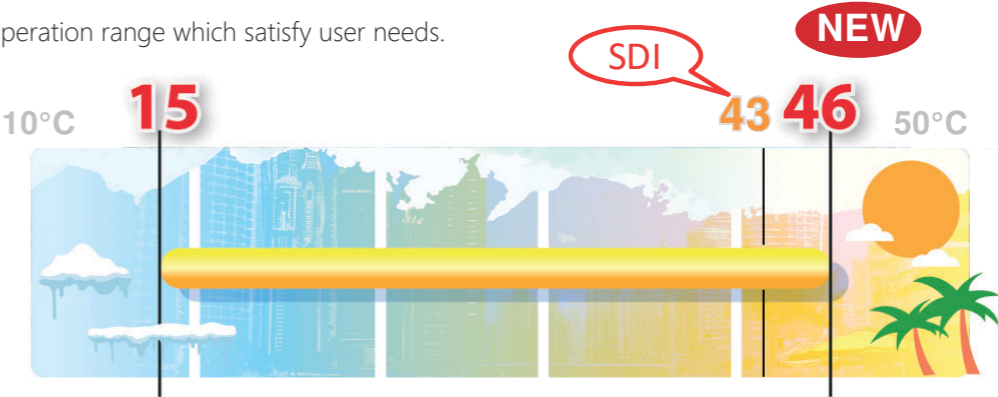 peration range which satisfy user needs.
NEW
SDI
10°C 15 43 46 50°C